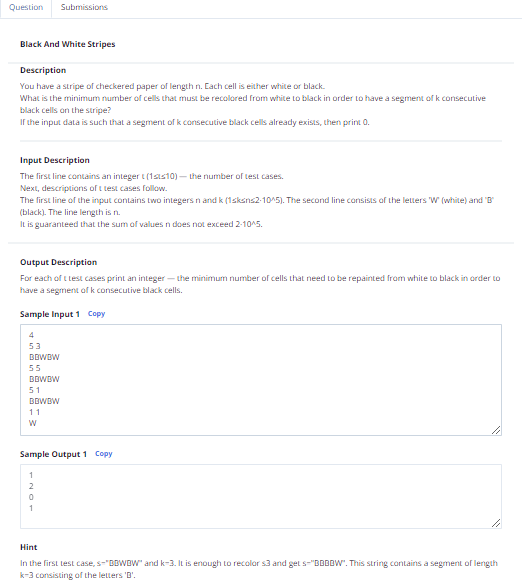 Question Submissions
Black And White Stripes
Description
You have a stripe of checkered paper of length n. Each cell is either white or black.
What is the minimum number of cells that must be recolored from white to black in order to have a segment of k consecutive
black cells on the stripe?
If the input data is such that a segment of k consecutive black cells already exists, then print 0.
Input Description
The first line contains an integer t (1≤t≤10) — the number of test cases.
Next, descriptions of t test cases follow.
The first line of the input contains two integers n and k (1≤k≤n≤2·10^5). The second line consists of the letters 'W' (white) and 'B'
(black). The line length is n.
It is guaranteed that the sum of values n does not exceed 2·10^5.
Output Description
For each of t test cases print an integer — the minimum number of cells that need to be repainted from white to black in order to
have a segment of k consecutive black cells.
Sample Input 1 Copy
4
5 3
BBWBW
5 5
BBWBW
5 1
BBWBW
1 1
W
Sample Output 1 Copy
1
2
0
1
Hint
In the first test case, s="BBWBW" and k=3. It is enough to recolor s3 and get s="BBBBW". This string contains a segment of length
k=3 consisting of the letters 'B'.